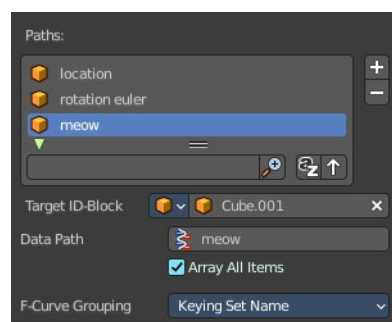 Paths:
location
rotation euler
meow
Target ID-Block Cube.001
Data Path meow
Array All Items
F-Curve Grouping Keying Set Name